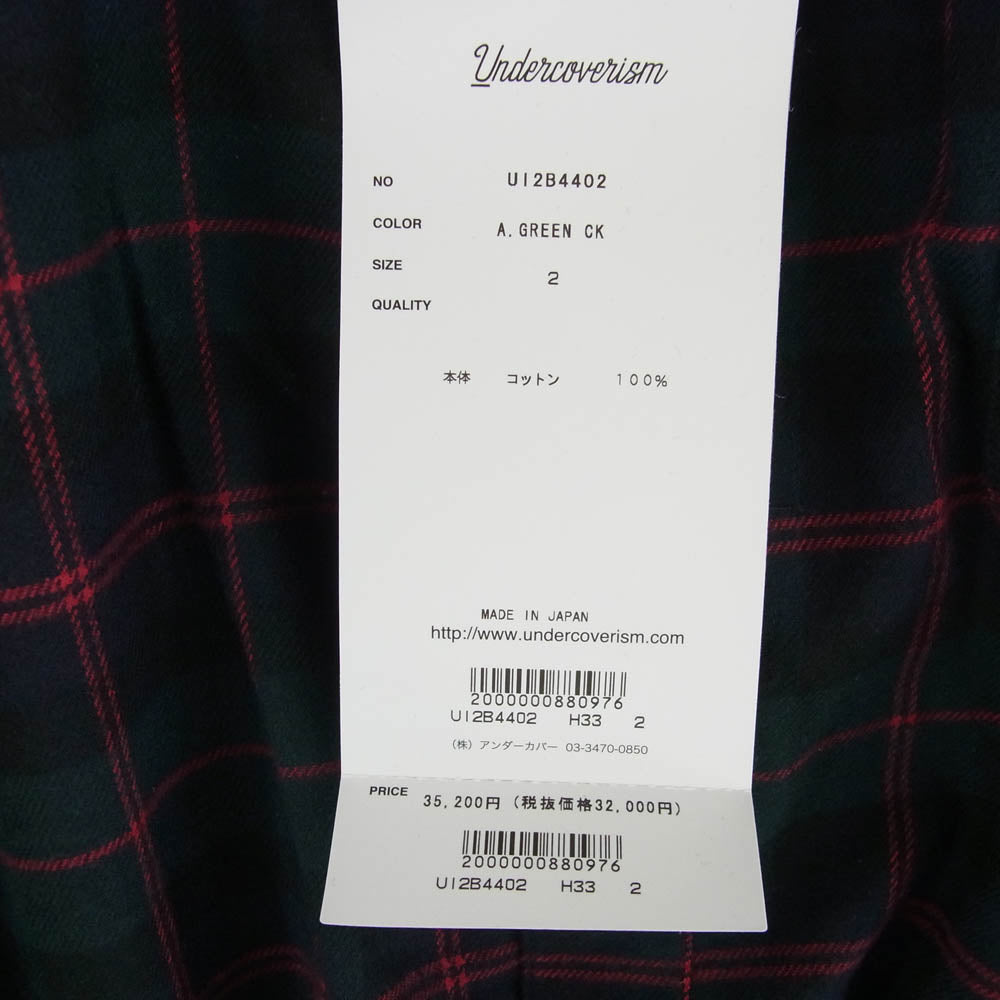 Undercoverism
NO UI2B4402
COLOR A.GREEN CK
SIZE 2
QUALITY
本体 コットン 100%
MADE IN JAPAN
http://www.undercoverism.com
2000000880976
UI2B4402 H33 2
(株)アンダーカバー 03-3470-0850
PRICE 35,200円(税抜価格32,000円)
2000000880976
UI2B4402 H33 2